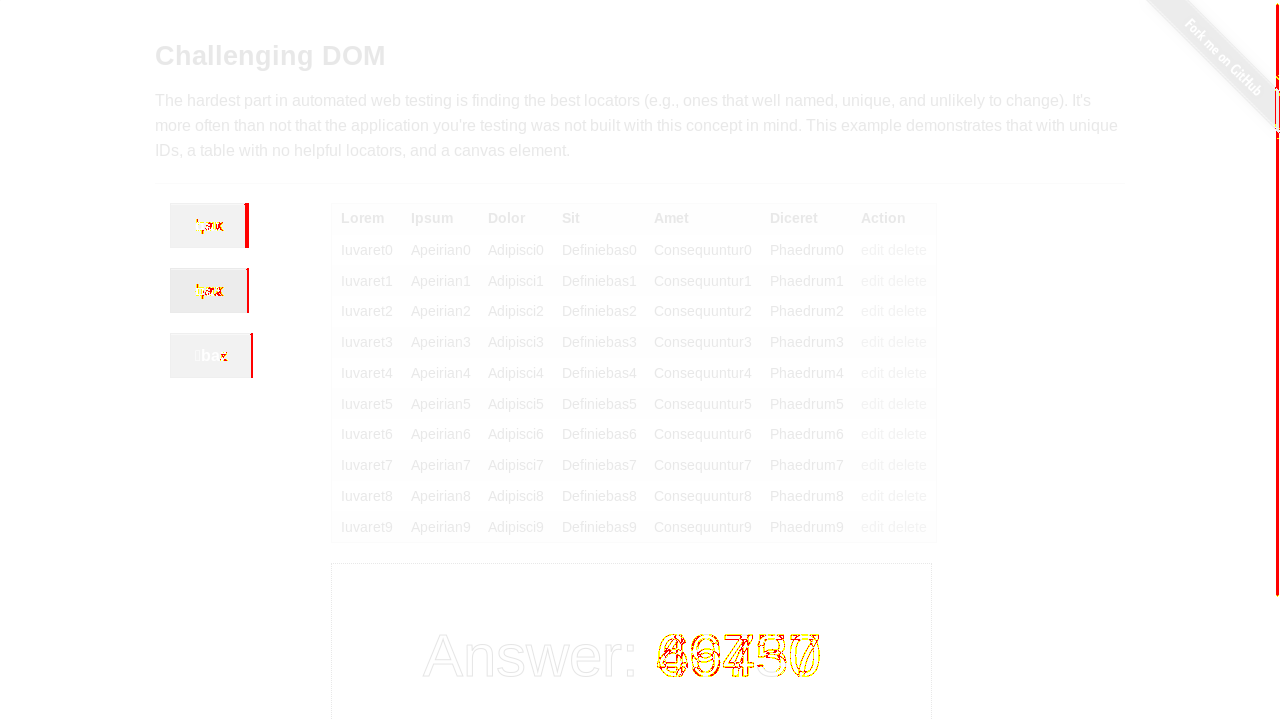 Fork me on GitHub
Challenging DOM
The hardest part in automated web testing is finding the best locators (e.g., ones that well named, unique, and unlikely to change). It's
more often than not that the application you're testing was not built with this concept in mind. This example demonstrates that with unique
IDs, a table with no helpful locators, and a canvas element.
Lorem Ipsum Dolor Sit Amet Diceret Action
Iuvaret0 Apeirian0 Adipisci0 Definiebas0 Consequuntur0 Phaedrum0 edit delete
Iuvaret1 Apeirian1 Adipisci1 Definiebas1 Consequuntur1 Phaedrum1 edit delete
Iuvaret2 Apeirian2 Adipisci2 Definiebas2 Consequuntur2 Phaedrum2 edit delete
Iuvaret3 Apeirian3 Adipisci3 Definiebas3 Consequuntur3 Phaedrum3 edit delete
Iuvaret4 Apeirian4 Adipisci4 Definiebas4 Consequuntur4 Phaedrum4 edit delete
Iuvaret5 Apeirian5 Adipisci5 Definiebas5 Consequuntur5 Phaedrum5 edit delete
Iuvaret6 Apeirian6 Adipisci6 Definiebas6 Consequuntur6 Phaedrum6 edit delete
Iuvaret7 Apeirian7 Adipisci7 Definiebas7 Consequuntur7 Phaedrum7 edit delete
Iuvaret8 Apeirian8 Adipisci8 Definiebas8 Consequuntur8 Phaedrum8 edit delete
Iuvaret9 Apeirian9 Adipisci9 Definiebas9 Consequuntur9 Phaedrum9 edit delete
Answer: